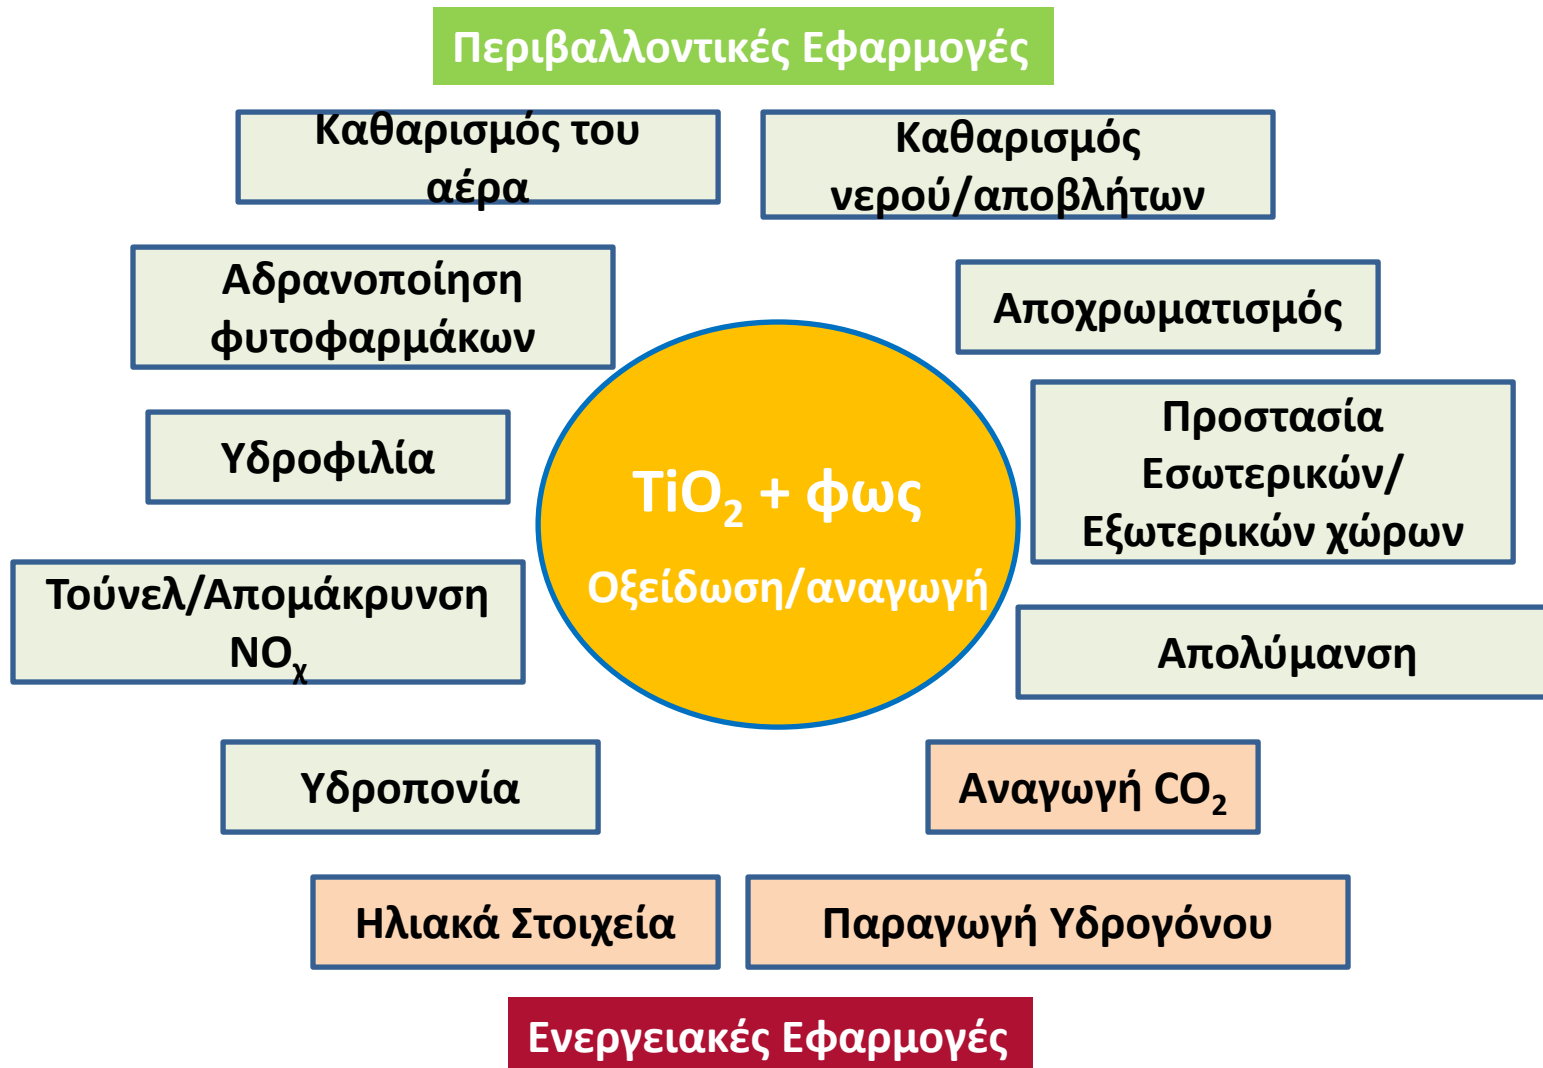 Περιβαλλοντικές Εφαρμογές
Καθαρισμός του
αέρα
Καθαρισμός
νερού/αποβλήτων
Αδρανοποίηση
φυτοφαρμάκων
Αποχρωματισμός
Υδροφιλία
Προστασία
Εσωτερικών/
Εξωτερικών χώρων
TiO₂ + φως
Οξείδωση/αναγωγή
Τούνελ/Απομάκρυνση
NOᵪ
Απολύμανση
Υδροπονία
Αναγωγή CO₂
Ηλιακά Στοιχεία
Παραγωγή Υδρογόνου
Ενεργειακές Εφαρμογές